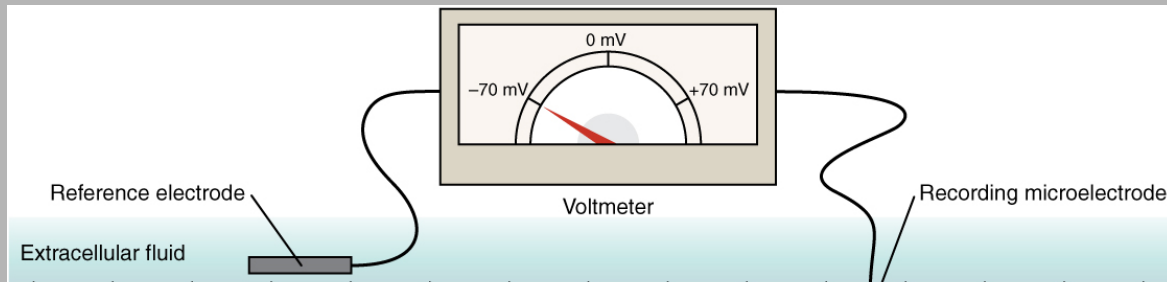 0 mV
–70 mV
+70 mV
Reference electrode
Voltmeter
Recording microelectrode
Extracellular fluid